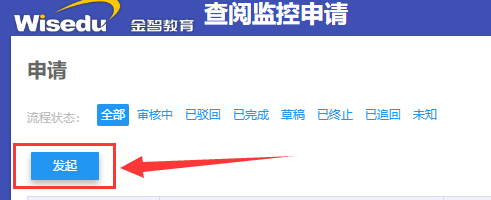 Wisedu 金智教育 查阅监控申请
申请
流程状态： 全部 审核中 已驳回 已完成 草稿 已终止 已追回 未知
发起